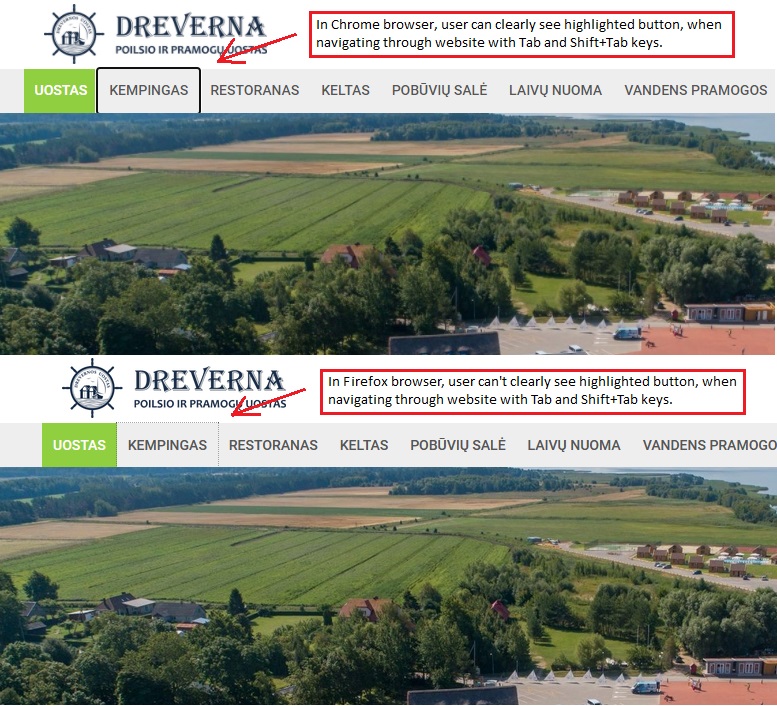 DREVERNA
POILSIO IR PRAMOGŲ UOSTAS
In Chrome browser, user can clearly see highlighted button, when
navigating through website with Tab and Shift+Tab keys.
UOSTAS KEMPINGAS RESTORANAS KELTAS POBŪVIŲ SALĖ LAIVŲ NUOMA VANDENS PRAMOGOS
DREVERNA
POILSIO IR PRAMOGŲ UOSTAS
In Firefox browser, user can't clearly see highlighted button, when
navigating through website with Tab and Shift+Tab keys.
UOSTAS KEMPINGAS RESTORANAS KELTAS POBŪVIŲ SALĖ LAIVŲ NUOMA VANDENS PRAMOGO